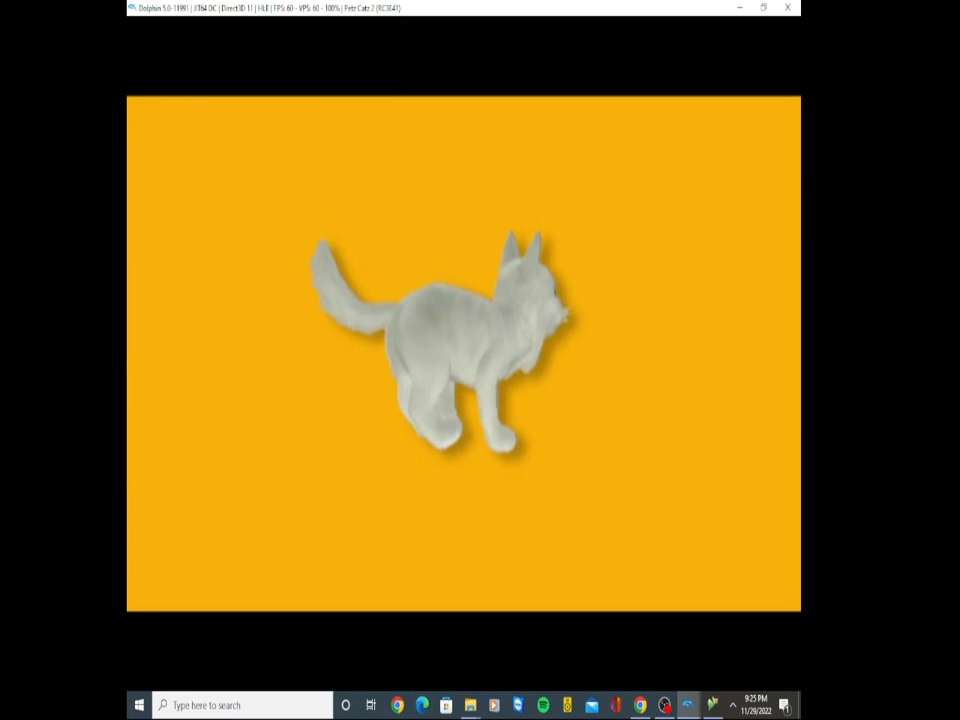 Dolphin 5.0-11991 | JIT64 DC | Direct3D 11 | HLE | FPS: 60 - VPS: 60 - 100% | Petz Catz 2 (RC3E41)
Type here to search
9:25 PM
11/29/2022
1